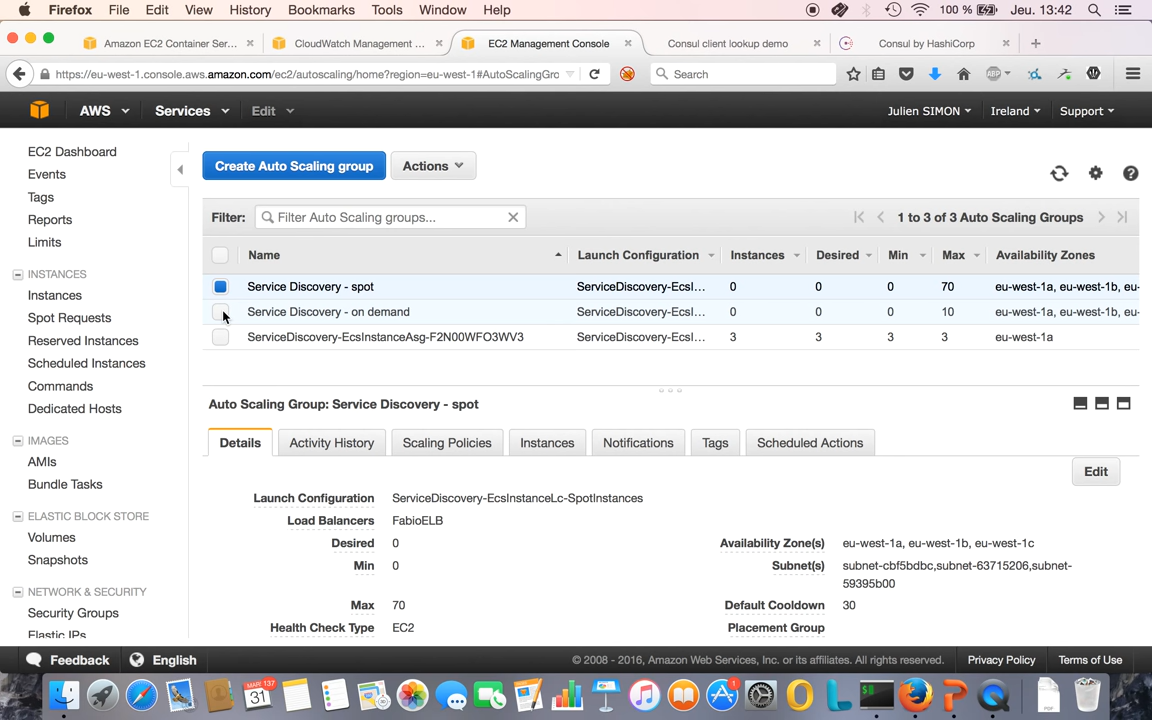 Firefox File Edit View History Bookmarks Tools Window Help 100 % Jeu. 13:42
Amazon EC2 Container Ser... × CloudWatch Management ... × EC2 Management Console × Consul client lookup demo × Consul by HashiCorp × +
https://eu-west-1.console.aws.amazon.com/ec2/autoscaling/home?region=eu-west-1#AutoScalingGrc Search ABP
AWS Services Edit Julien SIMON Ireland Support
EC2 Dashboard
Events
Tags
Reports
Limits
INSTANCES
Instances
Spot Requests
Reserved Instances
Scheduled Instances
Commands
Dedicated Hosts
IMAGES
AMIs
Bundle Tasks
ELASTIC BLOCK STORE
Volumes
Snapshots
NETWORK & SECURITY
Security Groups
Elastic IPs
Create Auto Scaling group Actions
Filter: Filter Auto Scaling groups... 1 to 3 of 3 Auto Scaling Groups
Name Launch Configuration Instances Desired Min Max Availability Zones
Service Discovery - spot ServiceDiscovery-EcsI... 0 0 0 70 eu-west-1a, eu-west-1b, eu-
Service Discovery - on demand ServiceDiscovery-EcsI... 0 0 0 10 eu-west-1a, eu-west-1b, eu-
ServiceDiscovery-EcsInstanceAsg-F2N00WFO3WV3 ServiceDiscovery-EcsI... 3 3 3 3 eu-west-1a
Auto Scaling Group: Service Discovery - spot
Details Activity History Scaling Policies Instances Notifications Tags Scheduled Actions
Edit
Launch Configuration ServiceDiscovery-EcsInstanceLc-SpotInstances
Load Balancers FabioELB
Desired 0 Availability Zone(s) eu-west-1a, eu-west-1b, eu-west-1c
Min 0 Subnet(s) subnet-cbf5bdbc,subnet-63715206,subnet-
59395b00
Max 70 Default Cooldown 30
Health Check Type EC2 Placement Group
Feedback English © 2008 - 2016, Amazon Web Services, Inc. or its affiliates. All rights reserved. Privacy Policy Terms of Use
31
1